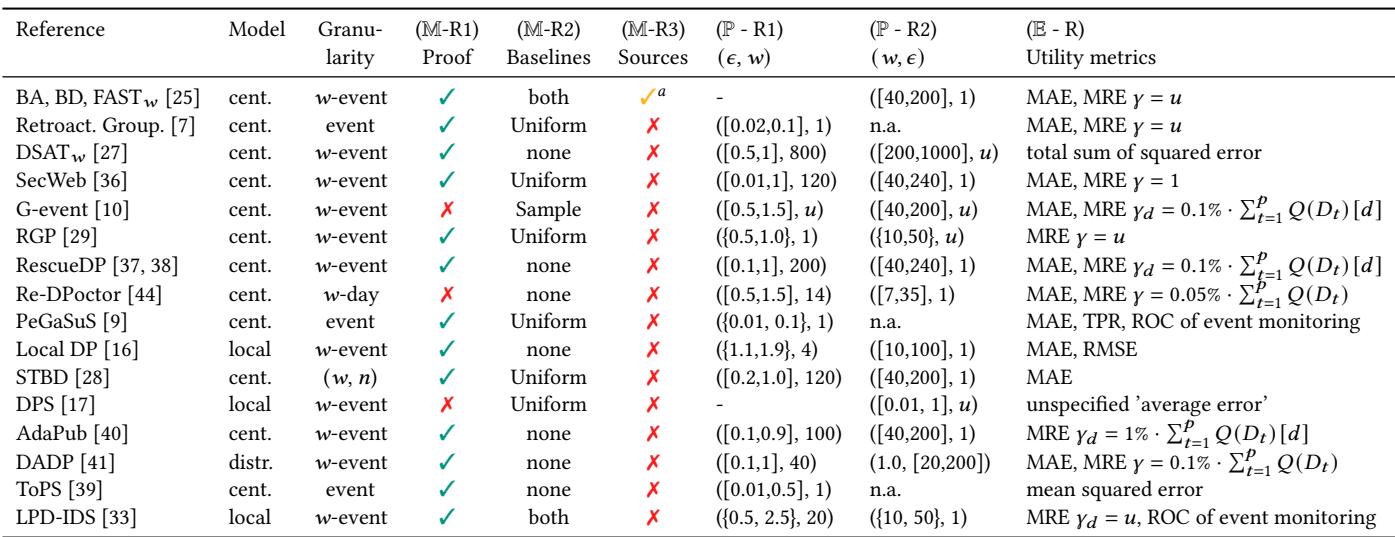 Reference Model Granu- (𝕄-R1) (𝕄-R2) (𝕄-R3) (ℙ - R1) (ℙ - R2) (𝔼 - R)
larity Proof Baselines Sources (ϵ, w) (w, ϵ) Utility metrics
BA, BD, FAST_w [25] cent. w-event ✓ both ✓^a - ([40,200], 1) MAE, MRE γ = u
Retroact. Group. [7] cent. event ✓ Uniform ✗ ([0.02,0.1], 1) n.a. MAE, MRE γ = u
DSAT_w [27] cent. w-event ✓ none ✗ ([0.5,1], 800) ([200,1000], u) total sum of squared error
SecWeb [36] cent. w-event ✓ Uniform ✗ ([0.01,1], 120) ([40,240], 1) MAE, MRE γ = 1
G-event [10] cent. w-event ✗ Sample ✗ ([0.5,1.5], u) ([40,200], u) MAE, MRE γ_d = 0.1% · ∑_{t=1}^p Q(D_t)[d]
RGP [29] cent. w-event ✓ Uniform ✗ ({0.5,1.0}, 1) ({10,50}, u) MRE γ = u
RescueDP [37, 38] cent. w-event ✓ none ✗ ([0.1,1], 200) ([40,240], 1) MAE, MRE γ_d = 0.1% · ∑_{t=1}^p Q(D_t)[d]
Re-DPoctor [44] cent. w-day ✗ none ✗ ([0.5,1.5], 14) ([7,35], 1) MAE, MRE γ = 0.05% · ∑_{t=1}^p Q(D_t)
PeGaSuS [9] cent. event ✓ Uniform ✗ ({0.01, 0.1}, 1) n.a. MAE, TPR, ROC of event monitoring
Local DP [16] local w-event ✓ none ✗ ({1.1,1.9}, 4) ([10,100], 1) MAE, RMSE
STBD [28] cent. (w, n) ✓ Uniform ✗ ([0.2,1.0], 120) ([40,200], 1) MAE
DPS [17] local w-event ✗ Uniform ✗ - ([0.01, 1], u) unspecified 'average error'
AdaPub [40] cent. w-event ✓ none ✗ ([0.1,0.9], 100) ([40,200], 1) MRE γ_d = 1% · ∑_{t=1}^p Q(D_t)[d]
DADP [41] distr. w-event ✓ none ✗ ([0.1,1], 40) (1.0, [20,200]) MAE, MRE γ = 0.1% · ∑_{t=1}^p Q(D_t)
ToPS [39] cent. event ✓ none ✗ ([0.01,0.5], 1) n.a. mean squared error
LPD-IDS [33] local w-event ✓ both ✗ ({0.5, 2.5}, 20) ({10, 50}, 1) MRE γ_d = u, ROC of event monitoring